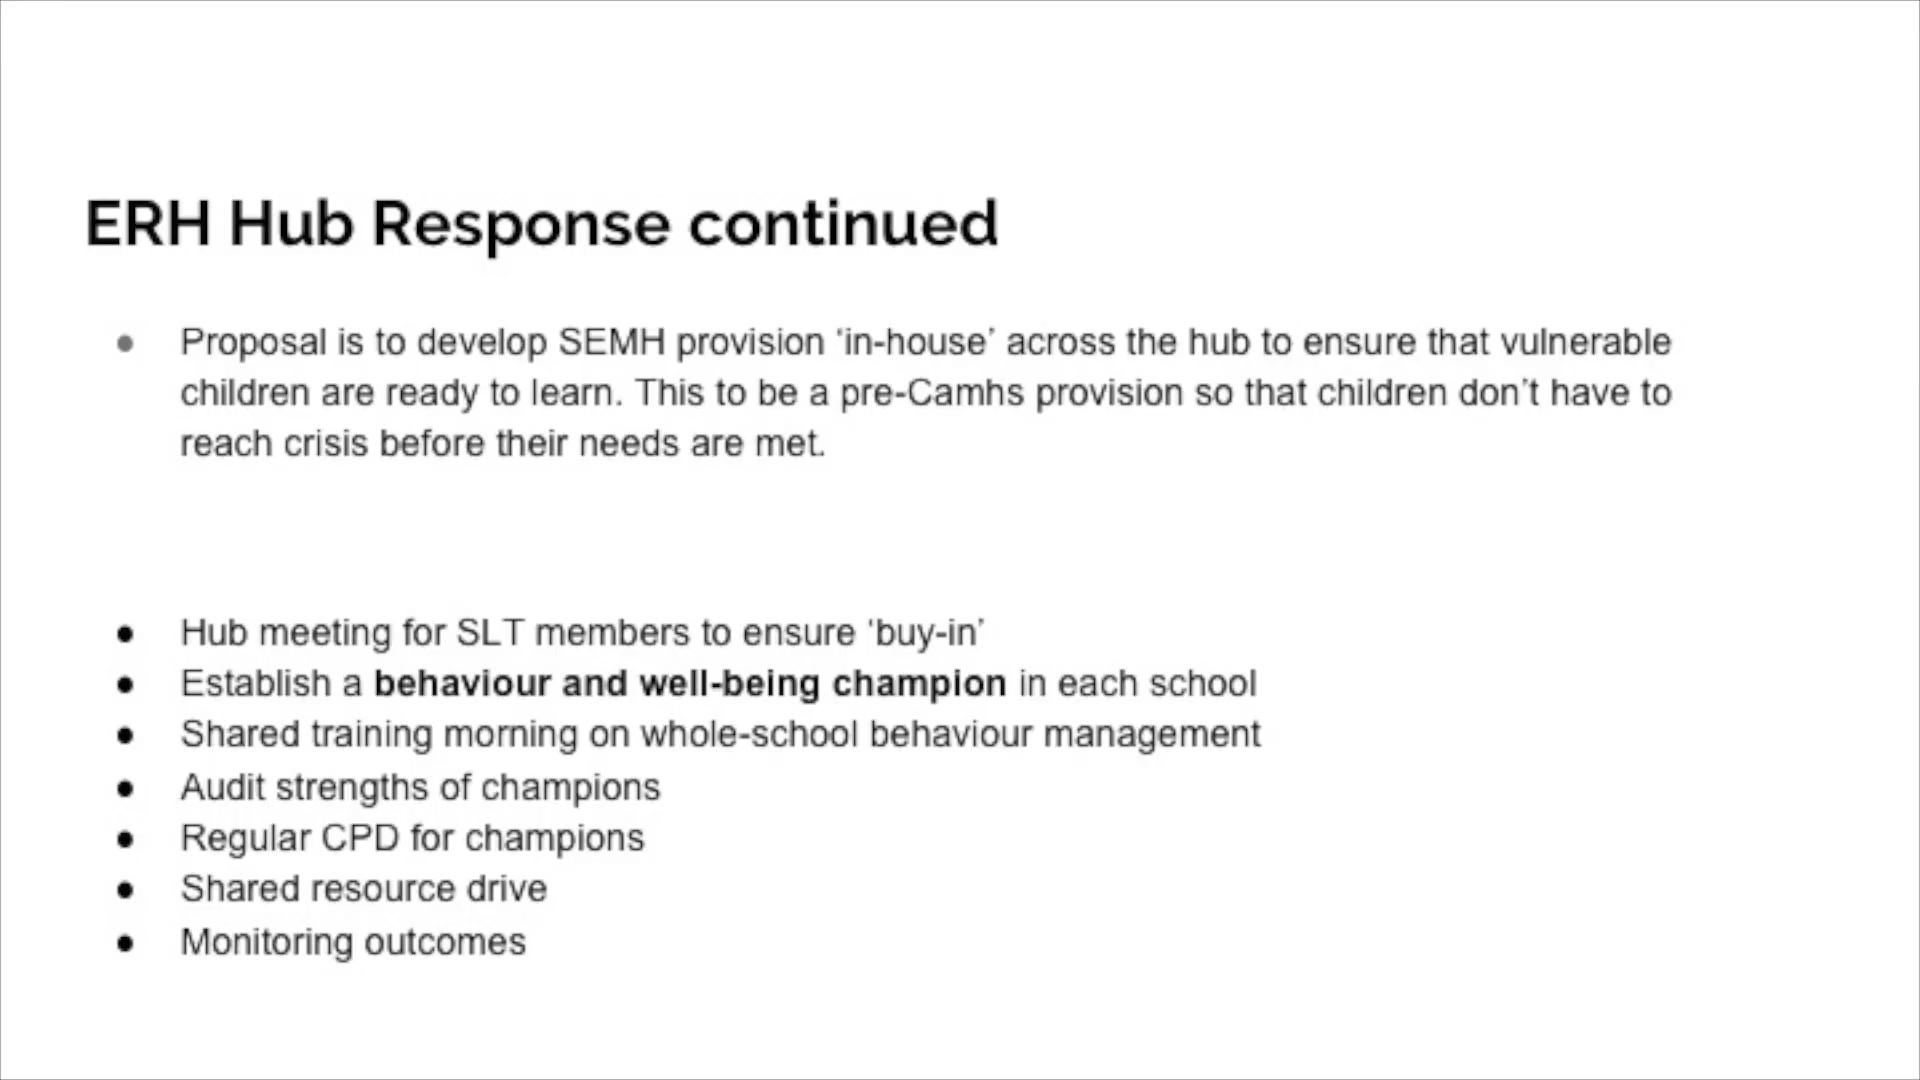 ERH Hub Response continued
● Proposal is to develop SEMH provision ‘in-house’ across the hub to ensure that vulnerable
children are ready to learn. This to be a pre-Camhs provision so that children don’t have to
reach crisis before their needs are met.
● Hub meeting for SLT members to ensure ‘buy-in’
● Establish a behaviour and well-being champion in each school
● Shared training morning on whole-school behaviour management
● Audit strengths of champions
● Regular CPD for champions
● Shared resource drive
● Monitoring outcomes